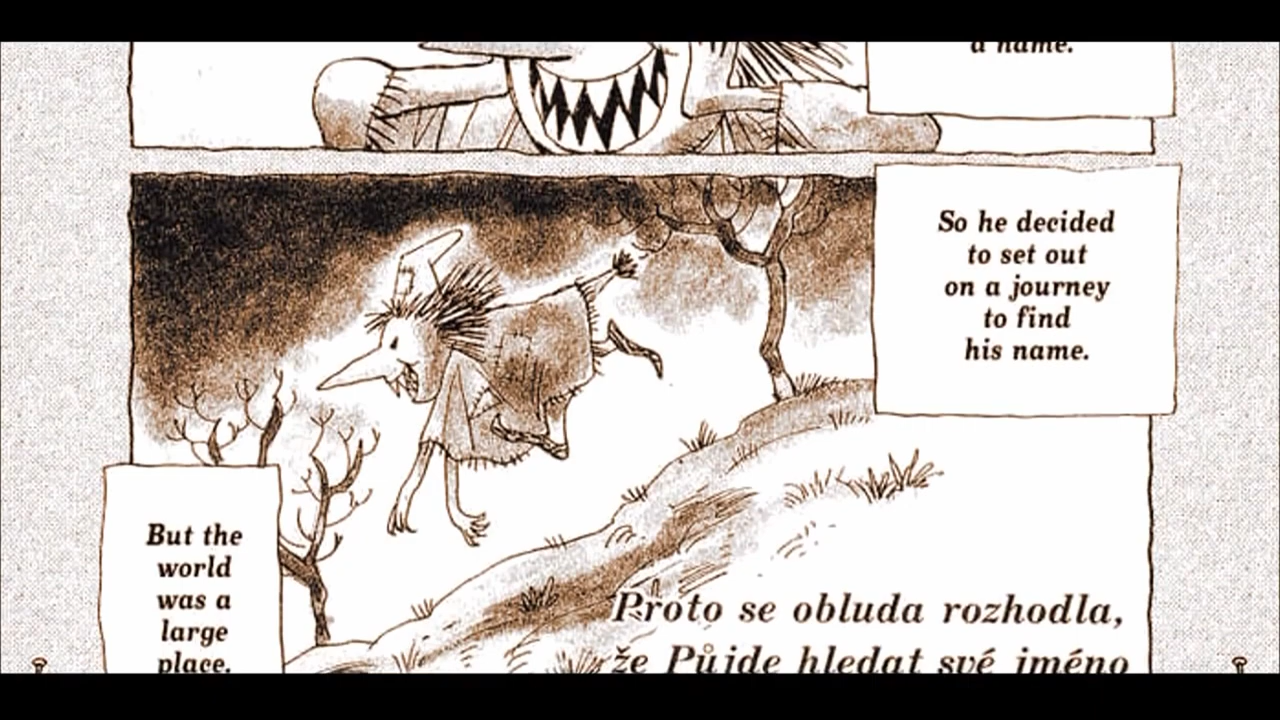 a name.
So he decided
to set out
on a journey
to find
his name.
But the
world
was a
large
place.
Proto se obluda rozhodla,
že Půjde hledat své jméno